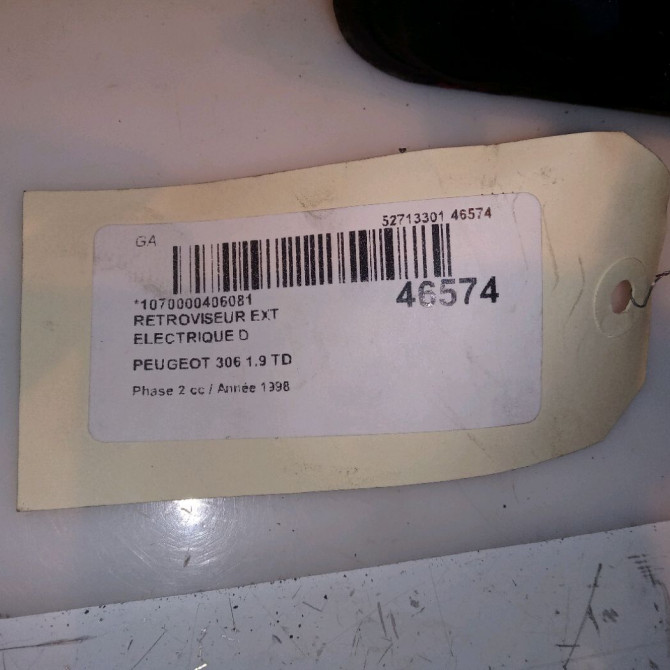 52713301 46574
GA
*1070000406081
46574
RETROVISEUR EXT
ELECTRIQUE D
PEUGEOT 306 1.9 TD
Phase 2 cc / Année 1998